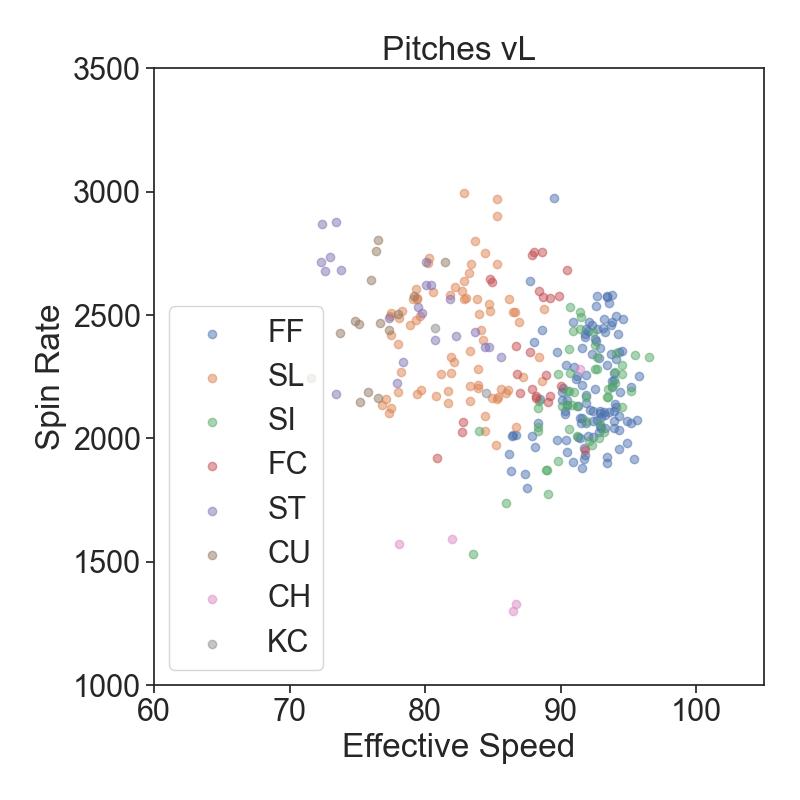 Pitches vL
3500
3000
2500
2000
1500
1000
Spin Rate
FF
SL
SI
FC
ST
CU
CH
KC
60 70 80 90 100
Effective Speed